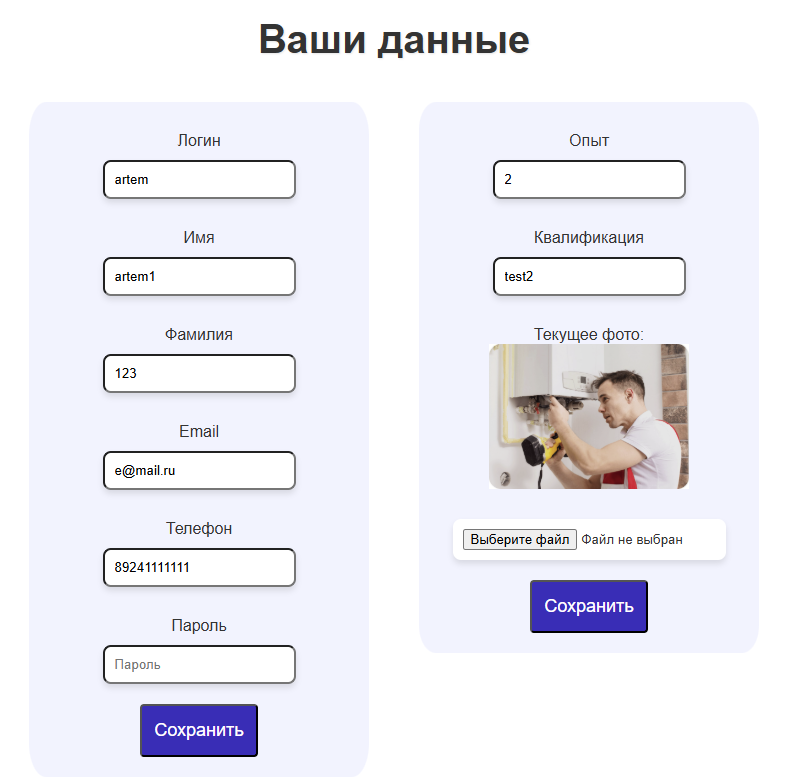 Ваши данные
Логин
artem
Имя
artem1
Фамилия
123
Email
e@mail.ru
Телефон
89241111111
Пароль
Пароль
Сохранить
Опыт
2
Квалификация
test2
Текущее фото:
Выберите файл Файл не выбран
Сохранить